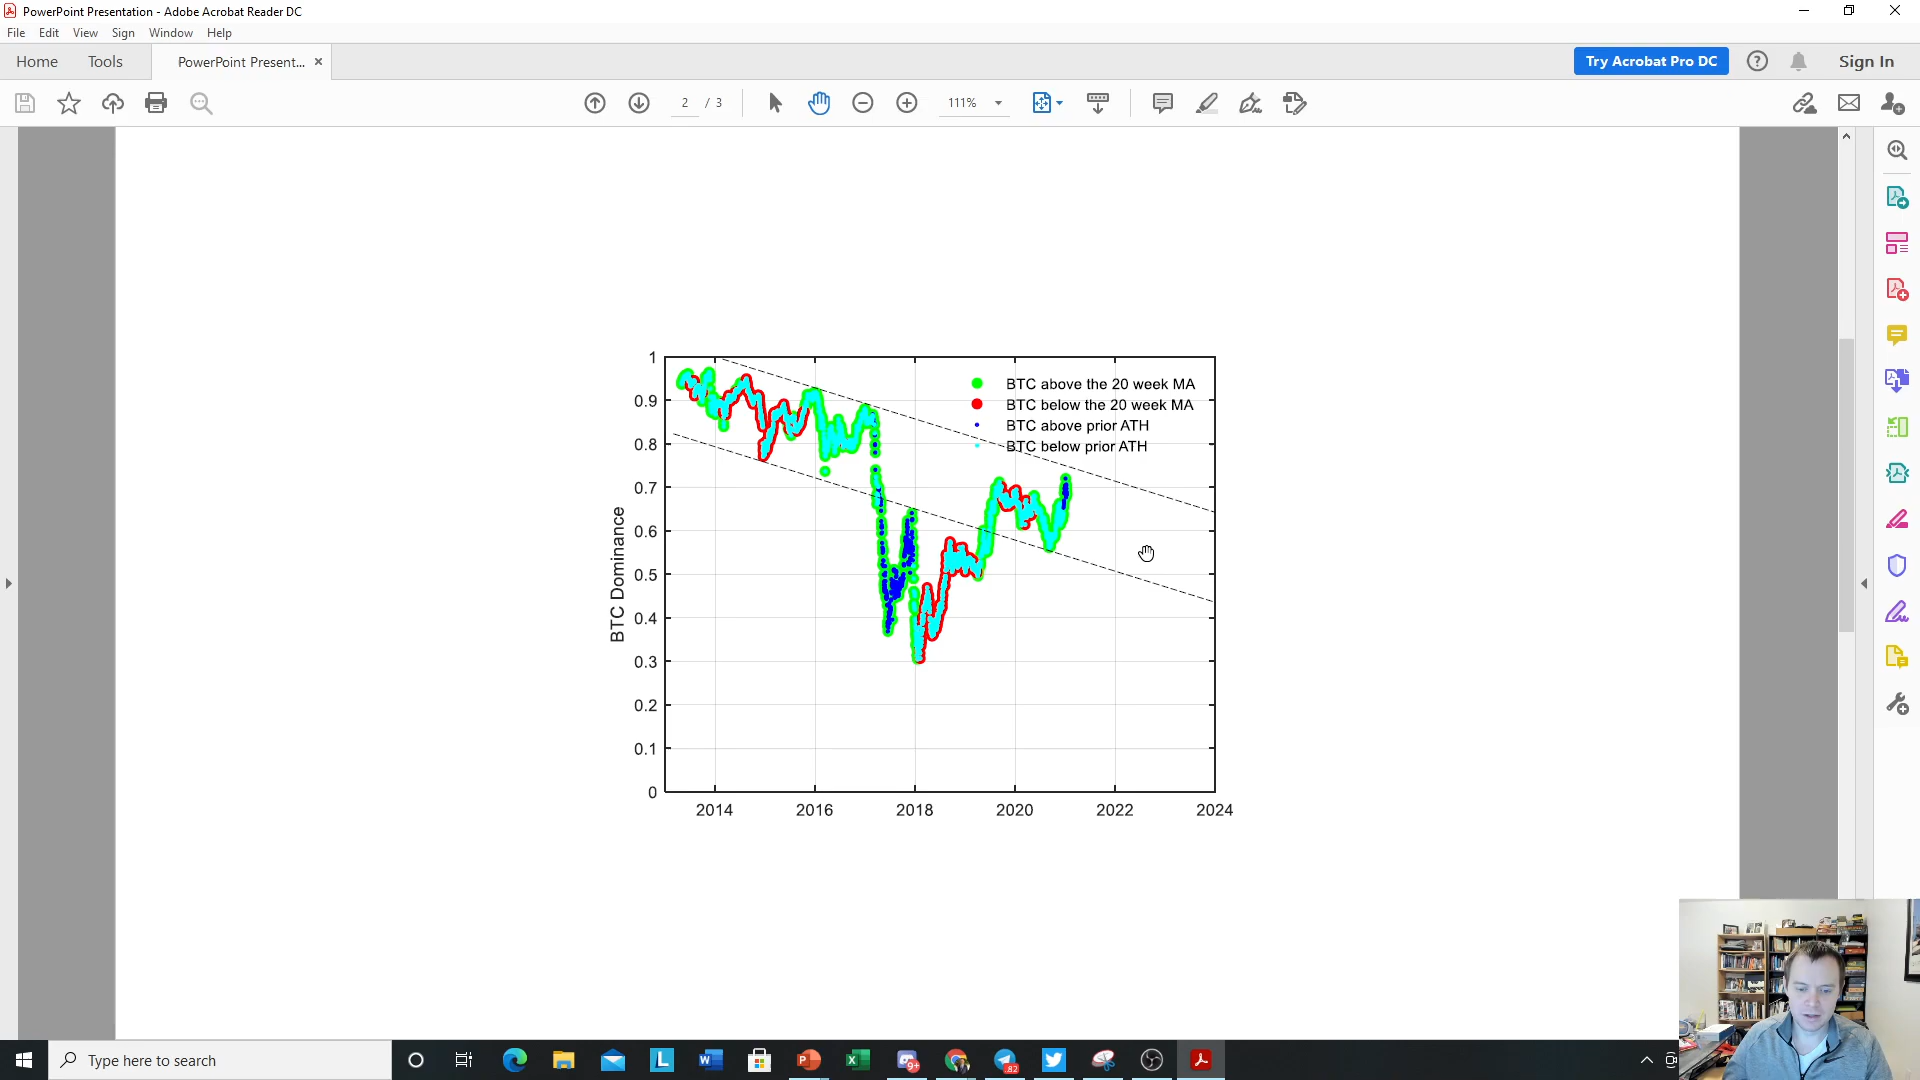 PowerPoint Presentation - Adobe Acrobat Reader DC
File Edit View Sign Window Help
Home Tools PowerPoint Present... ×
Try Acrobat Pro DC
Sign In
2 / 3
111%
1
0.9
0.8
0.7
0.6
0.5
0.4
0.3
0.2
0.1
0
BTC Dominance
BTC above the 20 week MA
BTC below the 20 week MA
BTC above prior ATH
BTC below prior ATH
2014 2016 2018 2020 2022 2024
Type here to search
9+
82